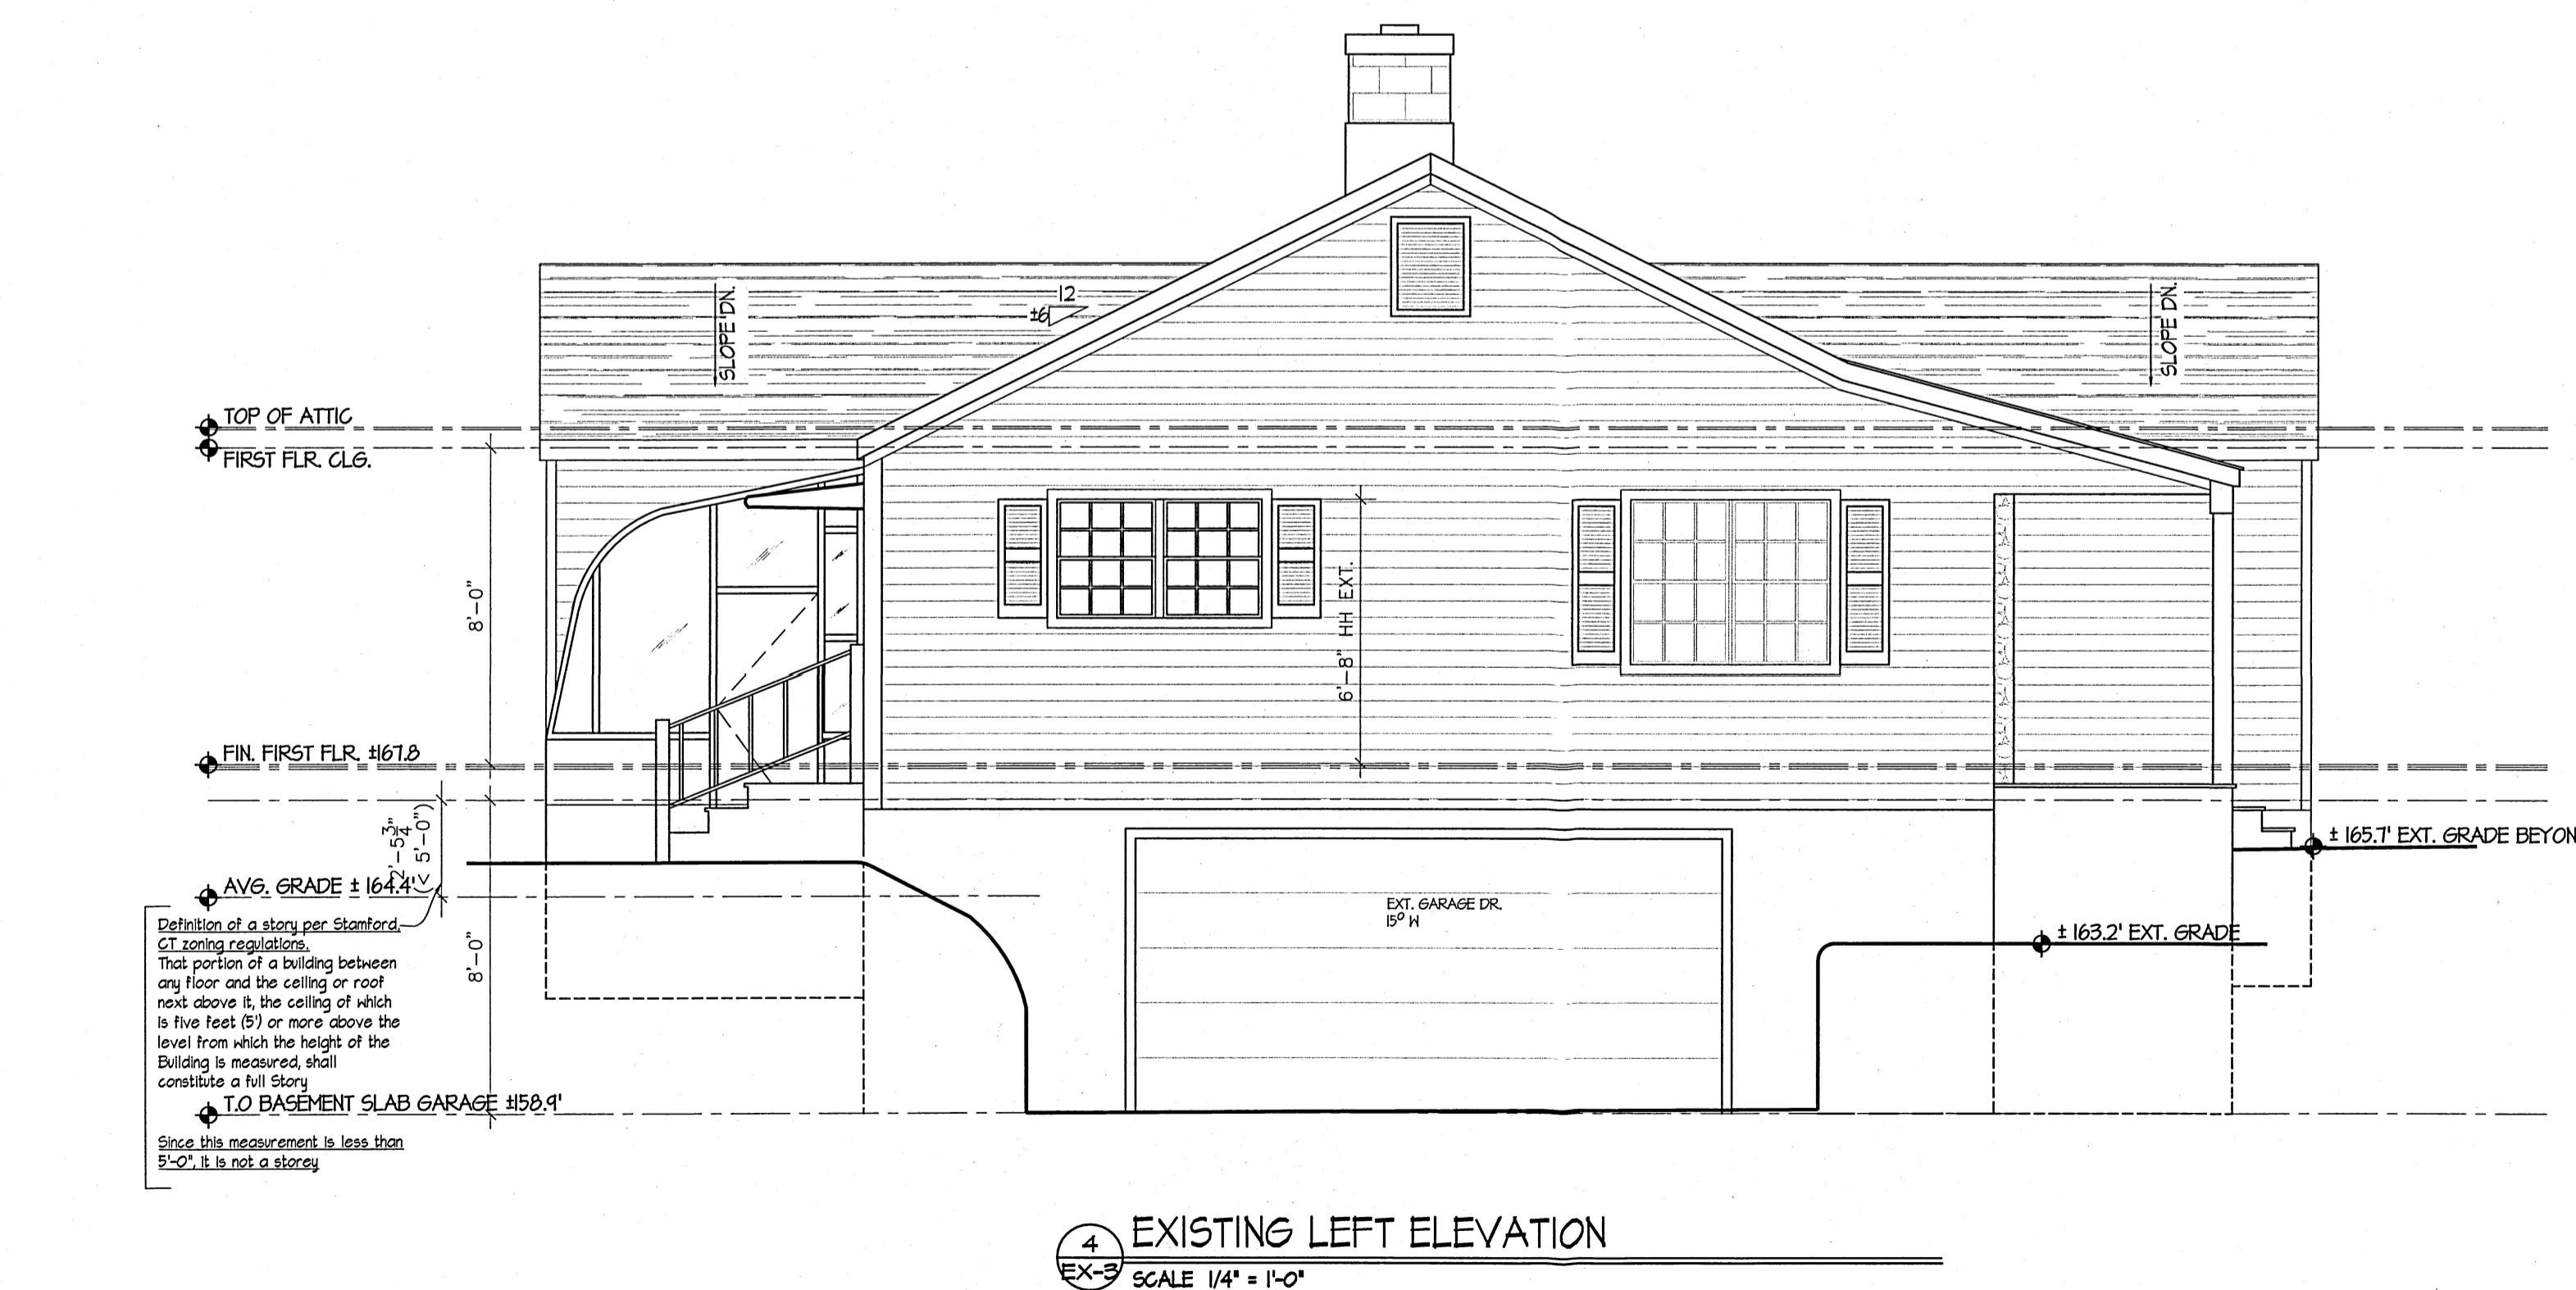 12
±6
SLOPE DN.
SLOPE DN.
TOP OF ATTIC
FIRST FLR. CLG.
8'-0"
6'-8" HH EXT.
FIN. FIRST FLR. ±167.8
2'-5 3/4"
(< 5'-0")
± 165.7' EXT. GRADE BEYON
AVG. GRADE ± 164.4'
EXT. GARAGE DR.
15⁰ W
± 163.2' EXT. GRADE
Definition of a story per Stamford,
CT zoning regulations.
That portion of a building between
any floor and the ceiling or roof
next above it, the ceiling of which
is five feet (5') or more above the
level from which the height of the
Building is measured, shall
constitute a full Story
8'-0"
T.O BASEMENT SLAB GARAGE ±158.9'
Since this measurement is less than
5'-0", it is not a storey
4
EX-3
EXISTING LEFT ELEVATION
SCALE 1/4" = 1'-0"